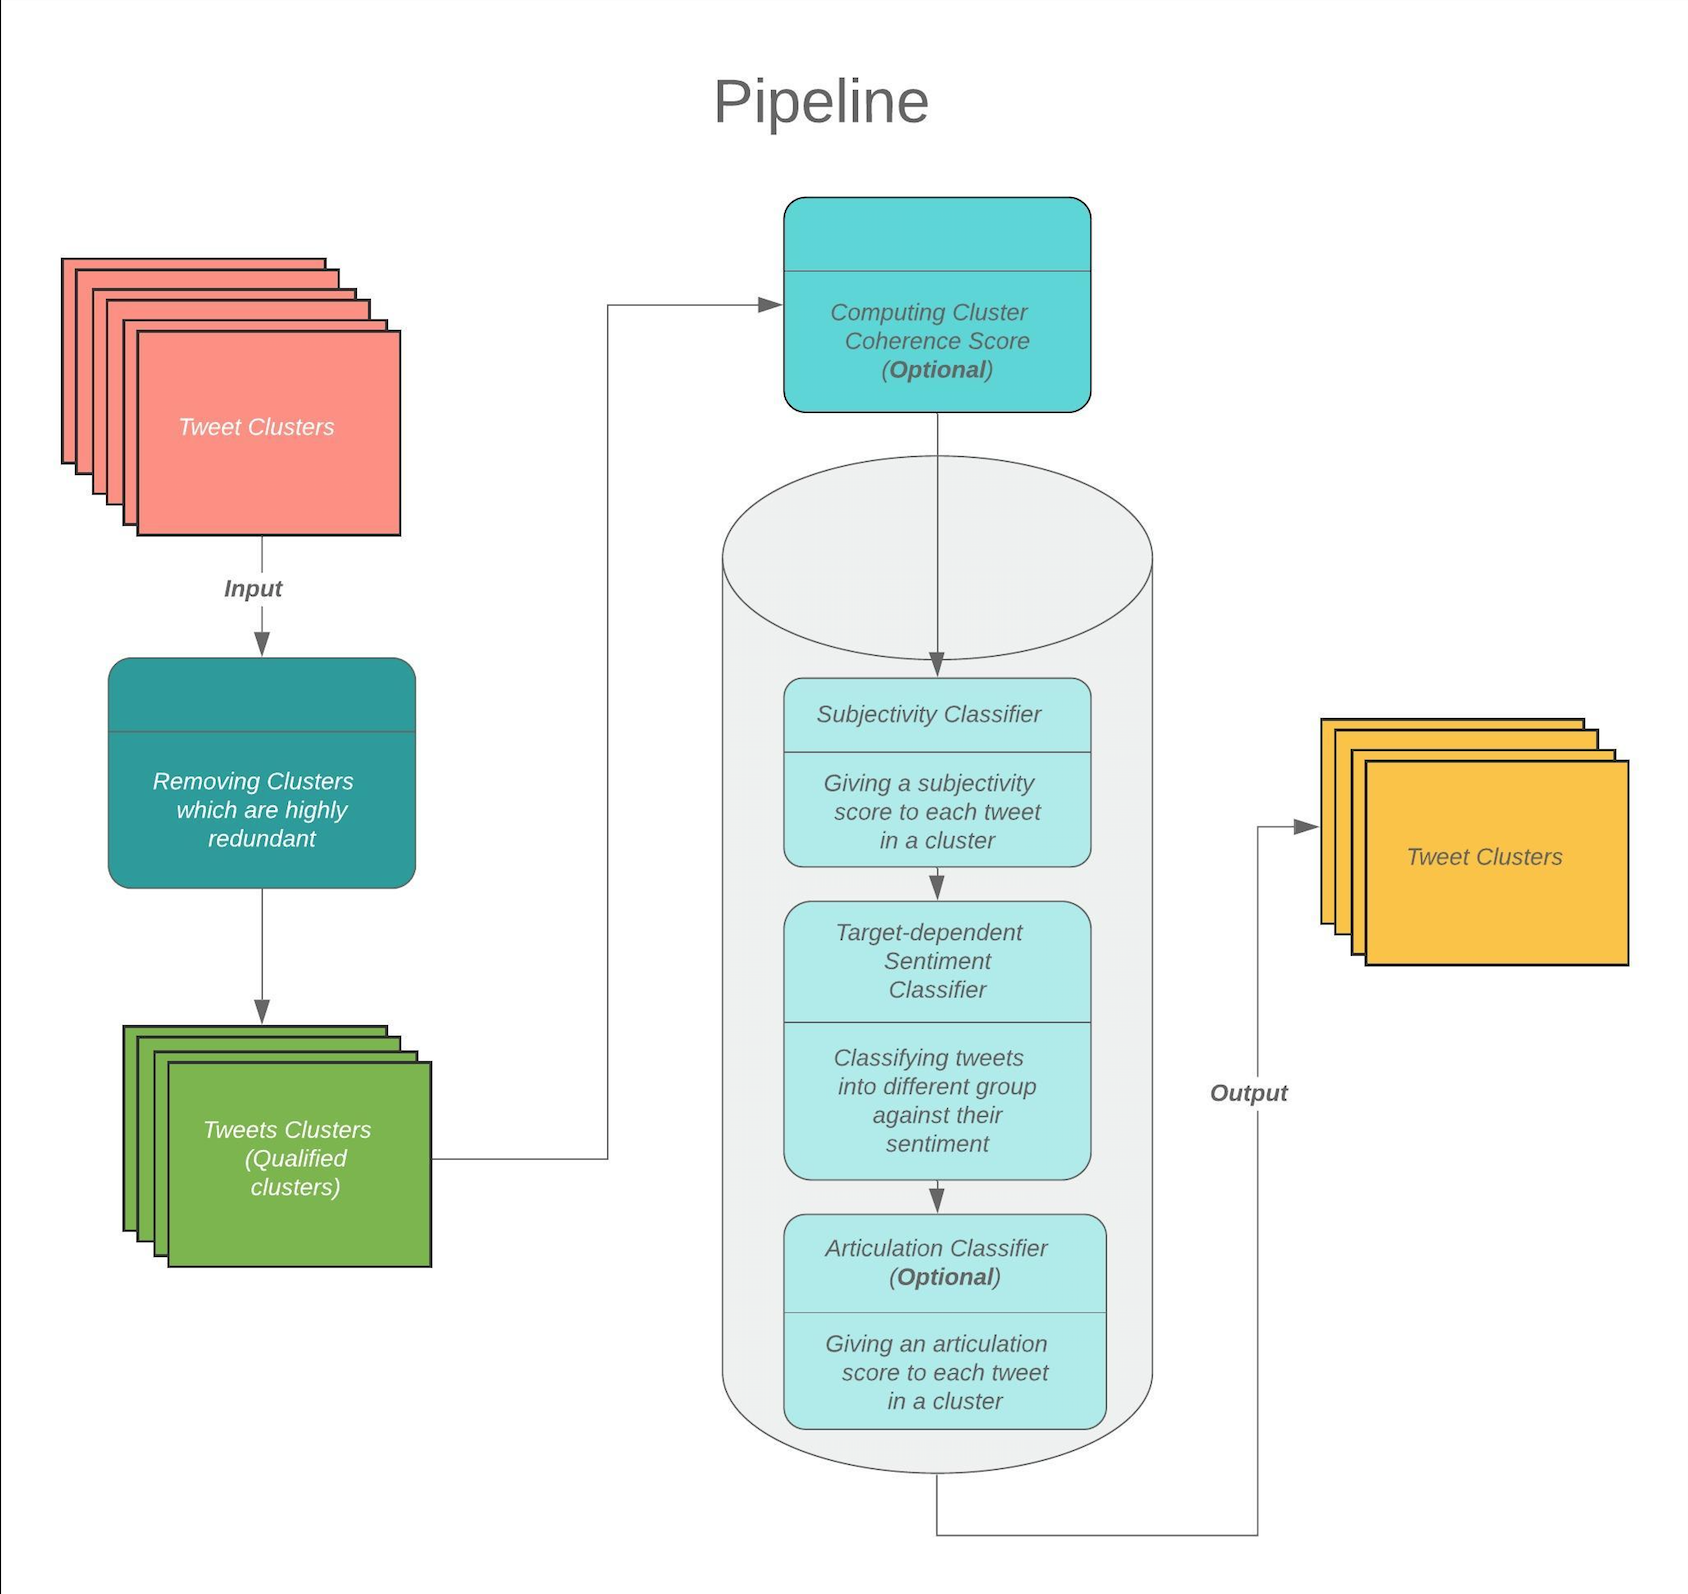 Pipeline
Tweet Clusters
Input
Removing Clusters
which are highly
redundant
Tweets Clusters
(Qualified
clusters)
Computing Cluster
Coherence Score
(Optional)
Subjectivity Classifier
Giving a subjectivity
score to each tweet
in a cluster
Target-dependent
Sentiment
Classifier
Classifying tweets
into different group
against their
sentiment
Articulation Classifier
(Optional)
Giving an articulation
score to each tweet
in a cluster
Output
Tweet Clusters